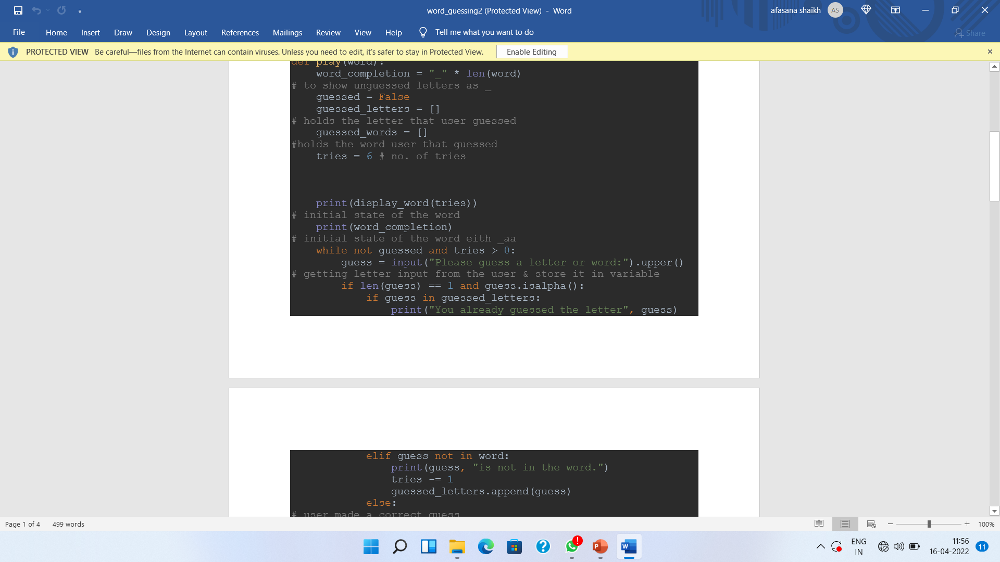 word_guessing2 (Protected View) - Word
afasana shaikh AS
File Home Insert Draw Design Layout References Mailings Review View Help Tell me what you want to do Share
PROTECTED VIEW Be careful—files from the Internet can contain viruses. Unless you need to edit, it's safer to stay in Protected View. Enable Editing
def play(word):
    word_completion = "_" * len(word)
# to show unguessed letters as _
    guessed = False
    guessed_letters = []
# holds the letter that user guessed
    guessed_words = []
#holds the word user that guessed
    tries = 6 # no. of tries
    print(display_word(tries))
# initial state of the word
    print(word_completion)
# initial state of the word eith _aa
    while not guessed and tries > 0:
        guess = input("Please guess a letter or word:").upper()
# getting letter input from the user & store it in variable
        if len(guess) == 1 and guess.isalpha():
            if guess in guessed_letters:
                print("You already guessed the letter", guess)
            elif guess not in word:
                print(guess, "is not in the word.")
                tries -= 1
                guessed_letters.append(guess)
            else:
# user made a correct guess
Page 1 of 4 499 words 100%
ENG
IN
11:56
16-04-2022
11